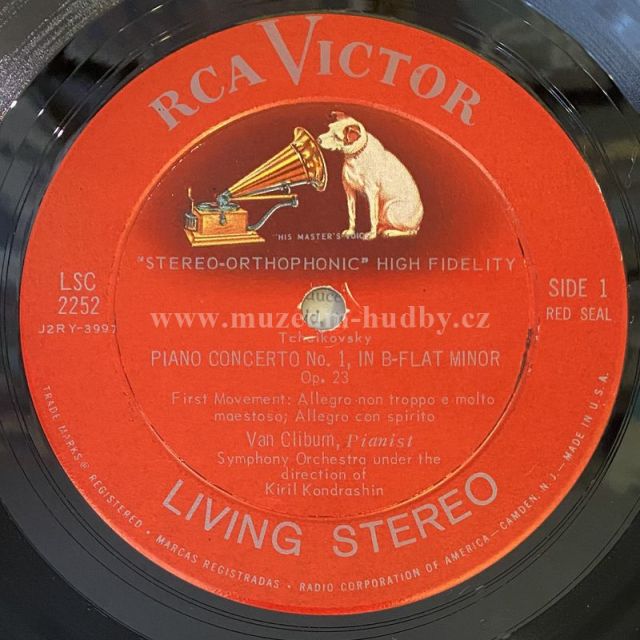 RCA VICTOR
"HIS MASTER'S VOICE"
"STEREO-ORTHOPHONIC" HIGH FIDELITY
LSC
2252
J2RY-3997
SIDE 1
RED SEAL
www.muzeum-hudby.cz
Tchaikovsky
PIANO CONCERTO No. 1, IN B-FLAT MINOR
Op. 23
First Movement: Allegro non troppo e molto
maestoso; Allegro con spirito
Van Cliburn, Pianist
Symphony Orchestra under the
direction of
Kiril Kondrashin
LIVING STEREO
TRADE MARKS® REGISTERED • MARCAS REGISTRADAS • RADIO CORPORATION OF AMERICA—CAMDEN, N. J.—MADE IN U.S.A.